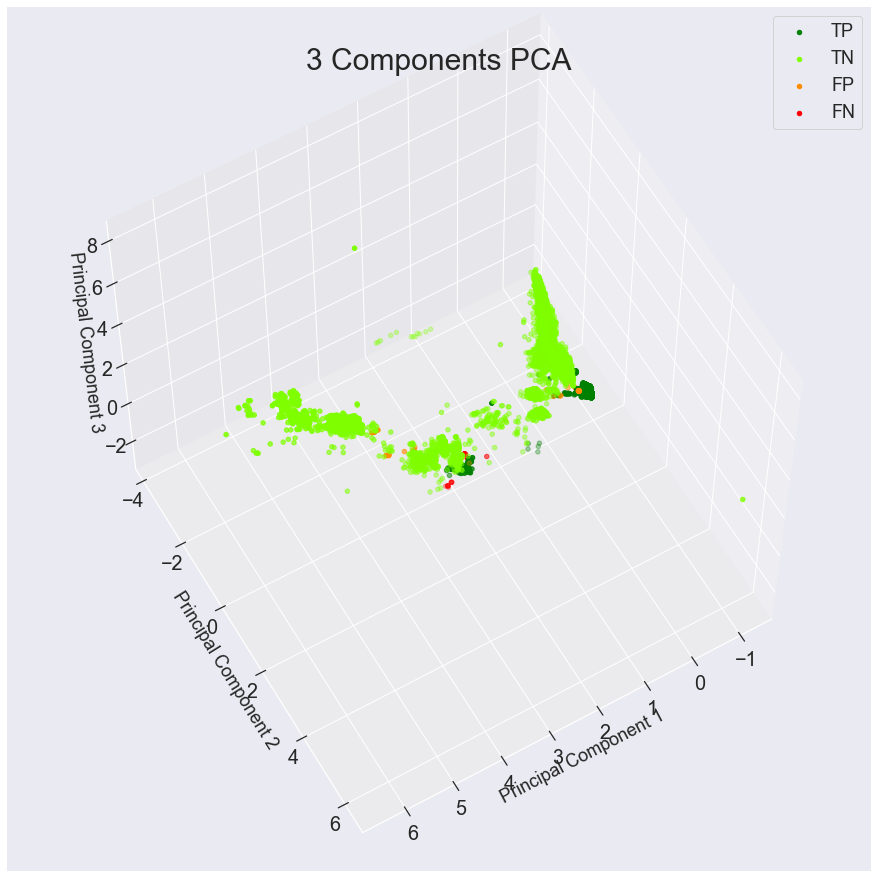 3 Components PCA
TP
TN
FP
FN
8
6
4
2
0
−2
Principal Component 3
−4
−2
0
2
4
6
Principal Component 2
6
5
4
3
2
1
0
−1
Principal Component 1